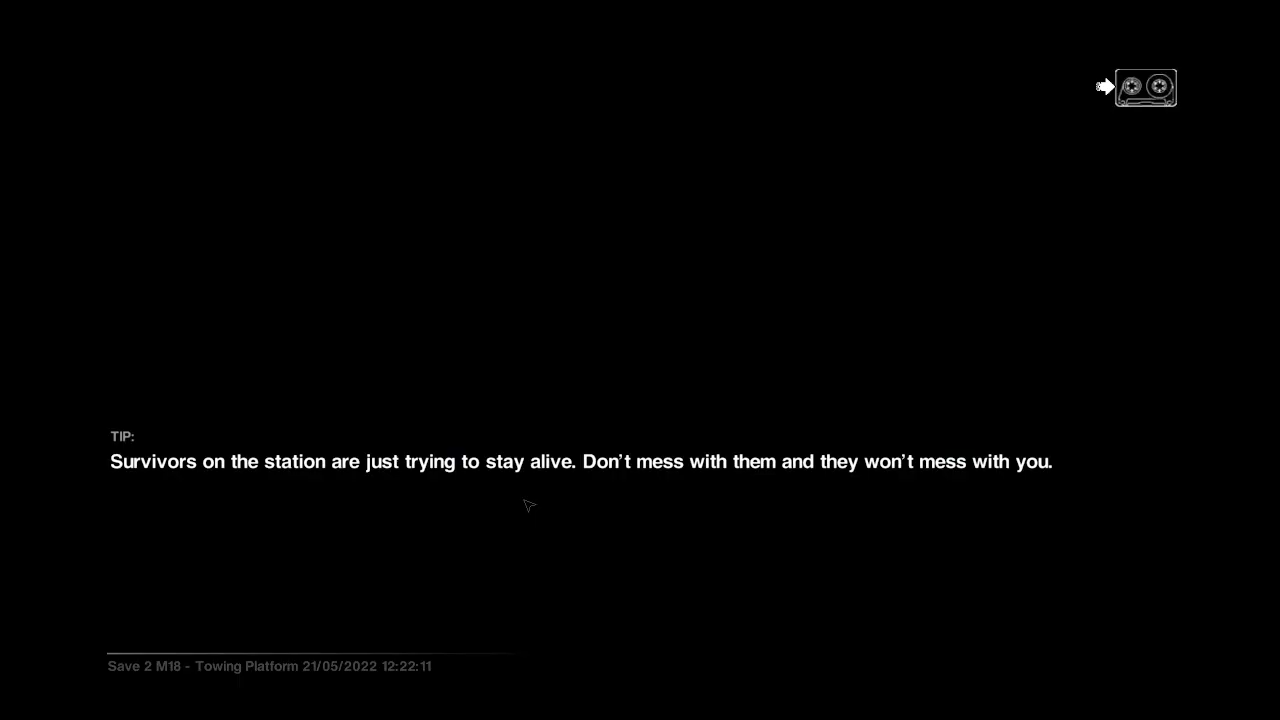 TIP:
Survivors on the station are just trying to stay alive. Don’t mess with them and they won’t mess with you.
Save 2 M18 - Towing Platform 21/05/2022 12:22:11